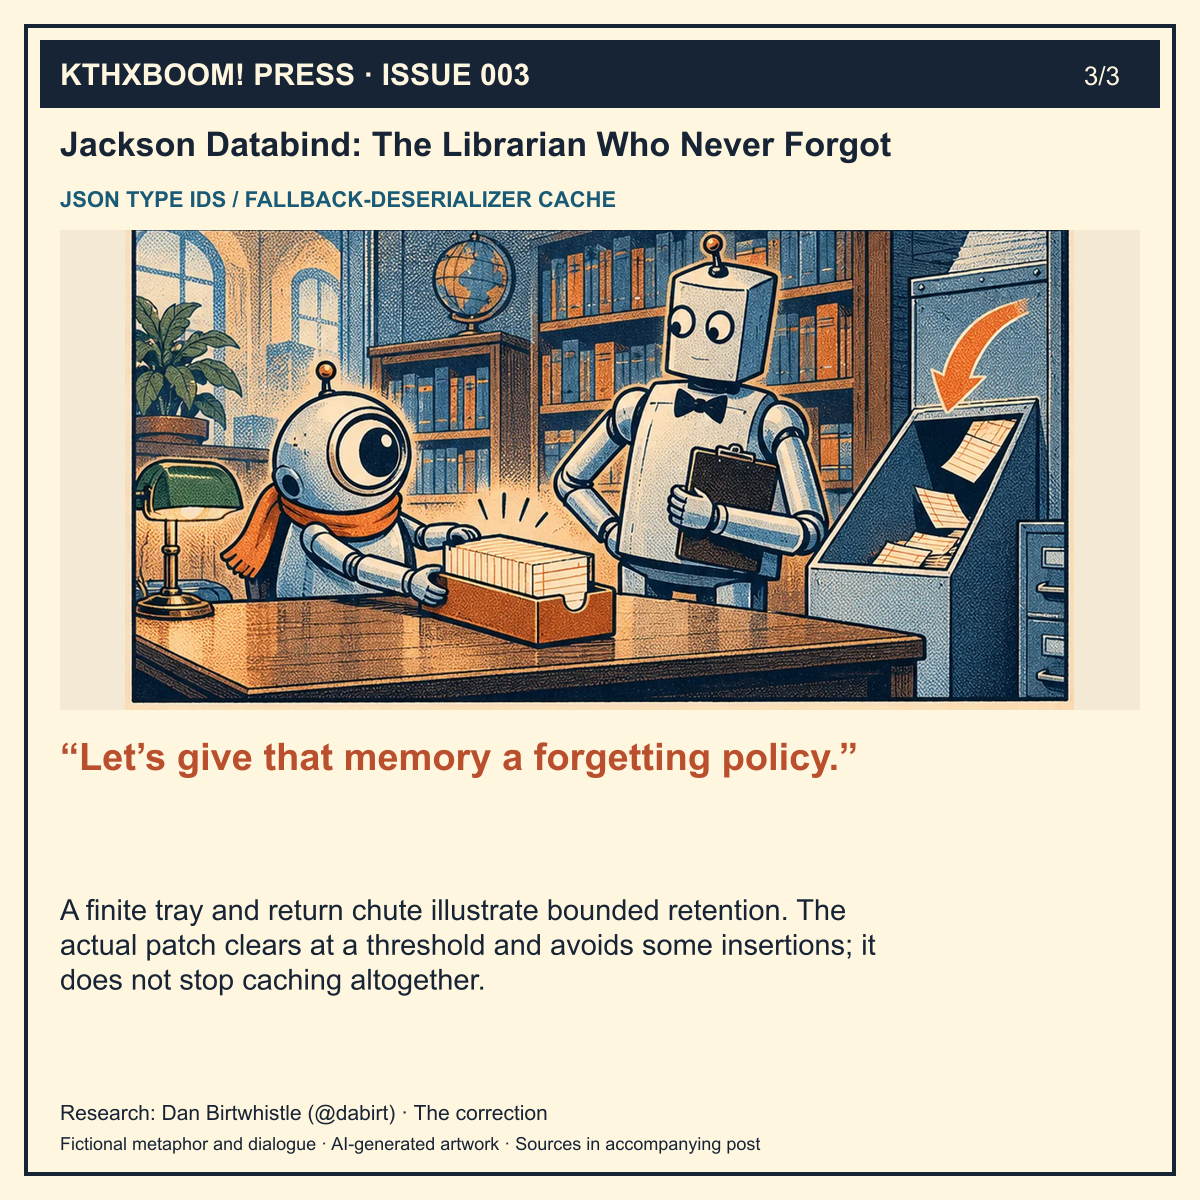 KTHXBOOM! PRESS · ISSUE 003
3/3
Jackson Databind: The Librarian Who Never Forgot
JSON TYPE IDS / FALLBACK-DESERIALIZER CACHE
“Let’s give that memory a forgetting policy.”
A finite tray and return chute illustrate bounded retention. The
actual patch clears at a threshold and avoids some insertions; it
does not stop caching altogether.
Research: Dan Birtwhistle (@dabirt) · The correction
Fictional metaphor and dialogue · AI-generated artwork · Sources in accompanying post